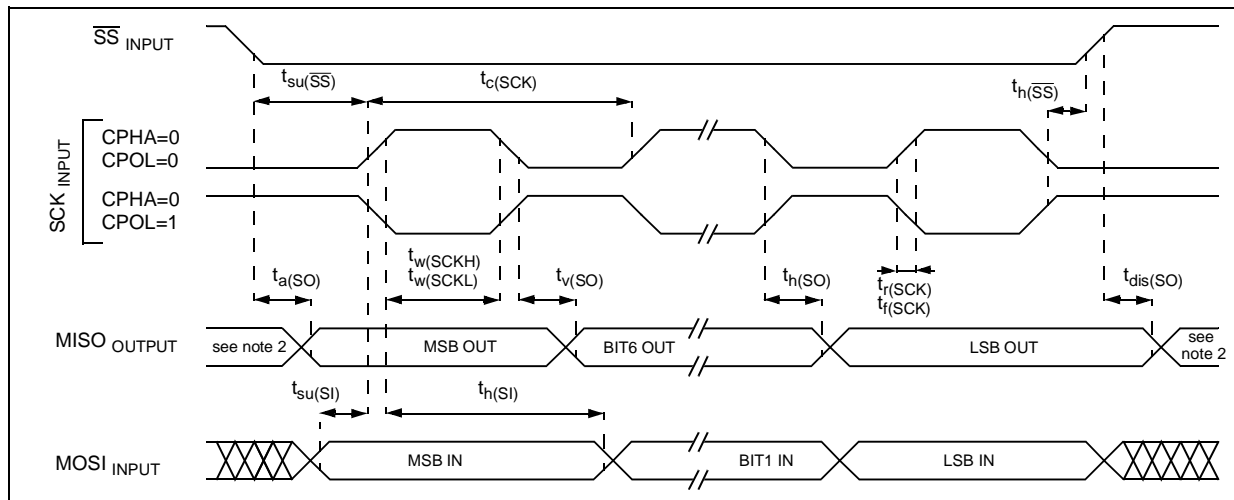 SS INPUT
tsu(SS)
tc(SCK)
th(SS)
SCK INPUT
CPHA=0
CPOL=0
CPHA=0
CPOL=1
ta(SO)
tw(SCKH)
tw(SCKL)
tv(SO)
th(SO)
tr(SCK)
tf(SCK)
tdis(SO)
MISO OUTPUT
see note 2
MSB OUT
BIT6 OUT
LSB OUT
see
note 2
tsu(SI)
th(SI)
MOSI INPUT
MSB IN
BIT1 IN
LSB IN